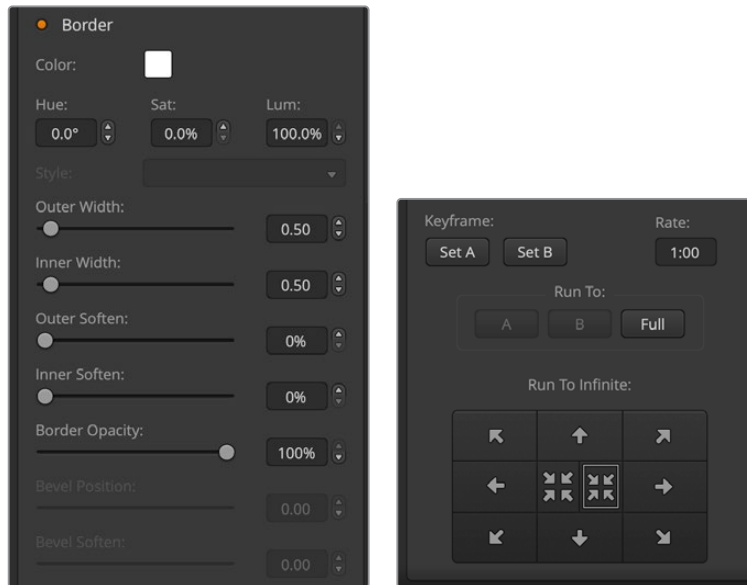 Border
Color:
Hue: Sat: Lum:
0.0° 0.0% 100.0%
Style:
Outer Width:
0.50
Inner Width:
0.50
Outer Soften:
0%
Inner Soften:
0%
Border Opacity:
100%
Bevel Position:
0.00
Bevel Soften:
0.00
Keyframe: Rate:
Set A Set B 1:00
Run To:
A B Full
Run To Infinite: